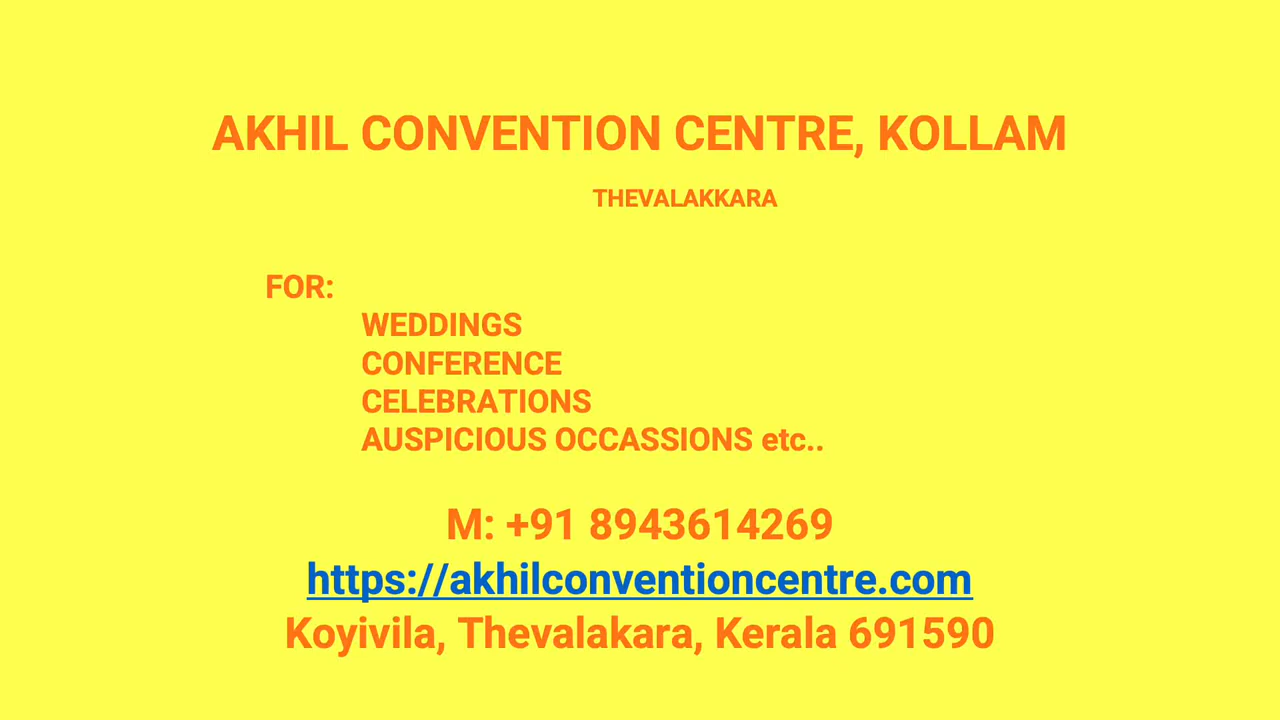 AKHIL CONVENTION CENTRE, KOLLAM
THEVALAKKARA
FOR:
WEDDINGS
CONFERENCE
CELEBRATIONS
AUSPICIOUS OCCASSIONS etc..
M: +91 8943614269
https://akhilconventioncentre.com
Koyivila, Thevalakara, Kerala 691590